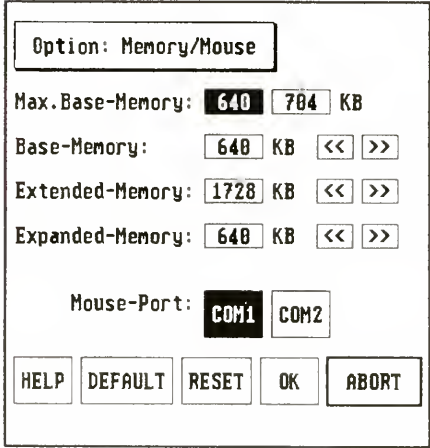 Option: Memory/Mouse
Max.Base-Memory: 640 704 KB
Base-Memory: 640 KB << >>
Extended-Memory: 1728 KB << >>
Expanded-Memory: 640 KB << >>
Mouse-Port: COM1 COM2
HELP DEFAULT RESET OK ABORT